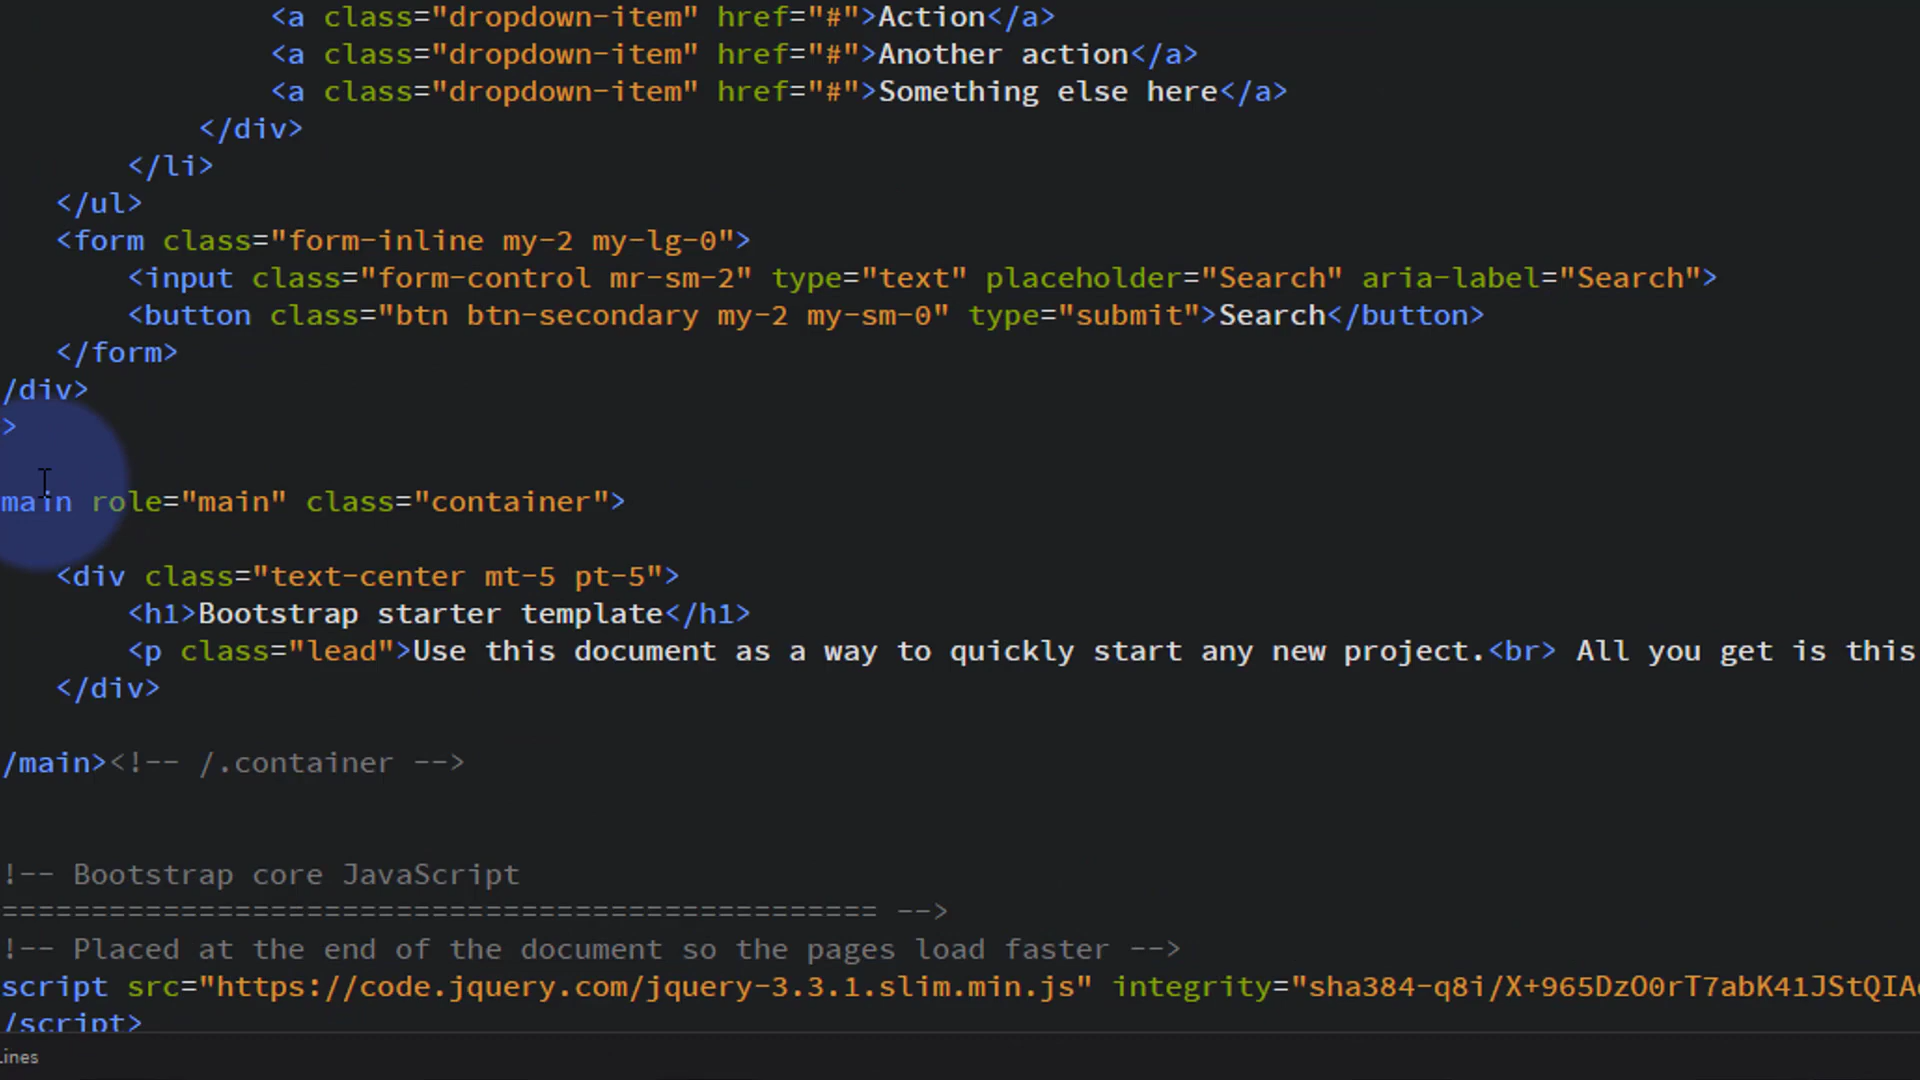 <a class="dropdown-item" href="#">Action</a>
<a class="dropdown-item" href="#">Another action</a>
<a class="dropdown-item" href="#">Something else here</a>
</div>
</li>
</ul>
<form class="form-inline my-2 my-lg-0">
<input class="form-control mr-sm-2" type="text" placeholder="Search" aria-label="Search">
<button class="btn btn-secondary my-2 my-sm-0" type="submit">Search</button>
</form>
/div>
>
main role="main" class="container">
<div class="text-center mt-5 pt-5">
<h1>Bootstrap starter template</h1>
<p class="lead">Use this document as a way to quickly start any new project.<br> All you get is this
</div>
/main><!-- /.container -->
!-- Bootstrap core JavaScript
================================================= -->
!-- Placed at the end of the document so the pages load faster -->
script src="https://code.jquery.com/jquery-3.3.1.slim.min.js" integrity="sha384-q8i/X+965DzO0rT7abK41JStQIA
/script>
ines